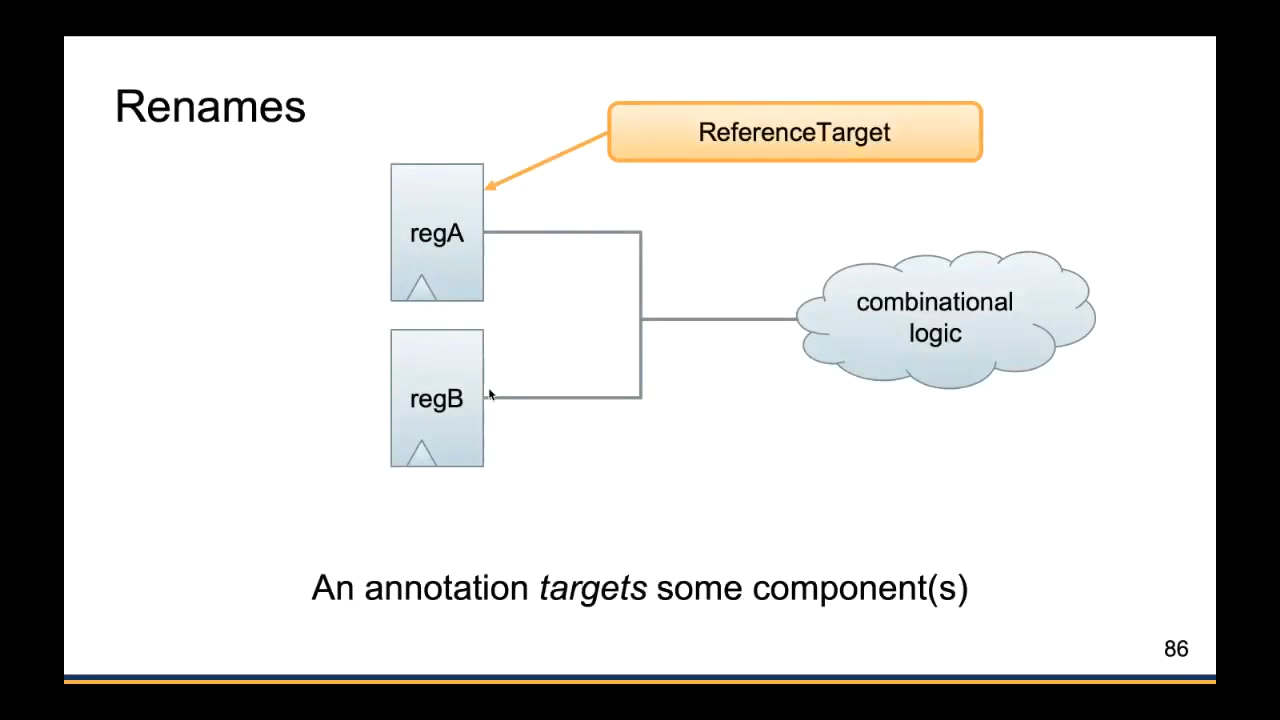 Renames
ReferenceTarget
regA
combinational
logic
regB
An annotation targets some component(s)
86